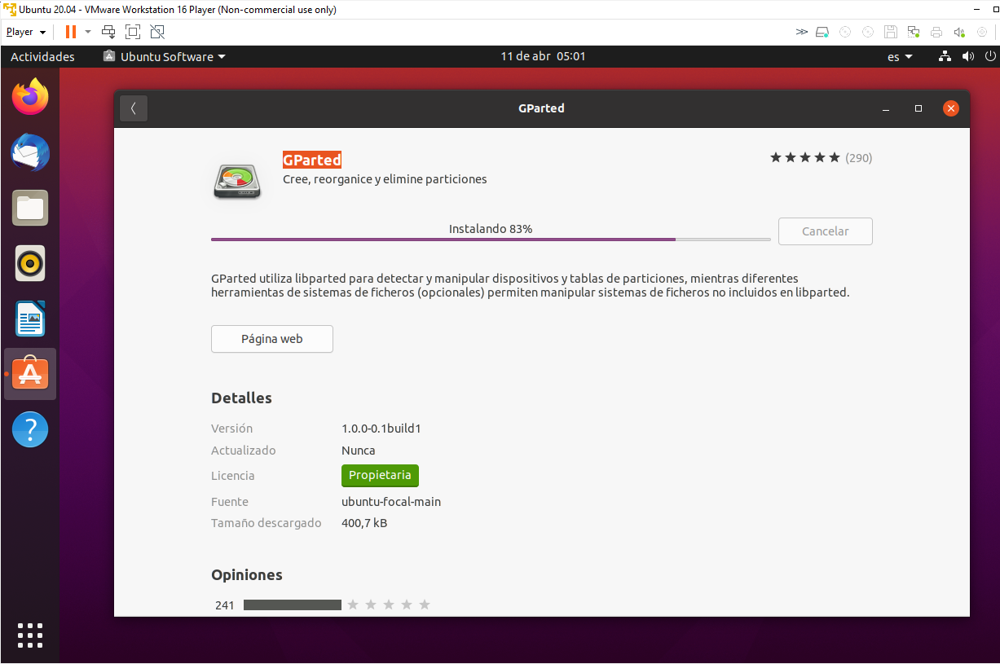 Ubuntu 20.04 - VMware Workstation 16 Player (Non-commercial use only)
Player
Actividades
Ubuntu Software
11 de abr 05:01
es
GParted
GParted
Cree, reorganice y elimine particiones
(290)
Instalando 83%
Cancelar
GParted utiliza libparted para detectar y manipular dispositivos y tablas de particiones, mientras diferentes
herramientas de sistemas de ficheros (opcionales) permiten manipular sistemas de ficheros no incluidos en libparted.
Página web
Detalles
Versión 1.0.0-0.1build1
Actualizado Nunca
Licencia Propietaria
Fuente ubuntu-focal-main
Tamaño descargado 400,7 kB
Opiniones
241